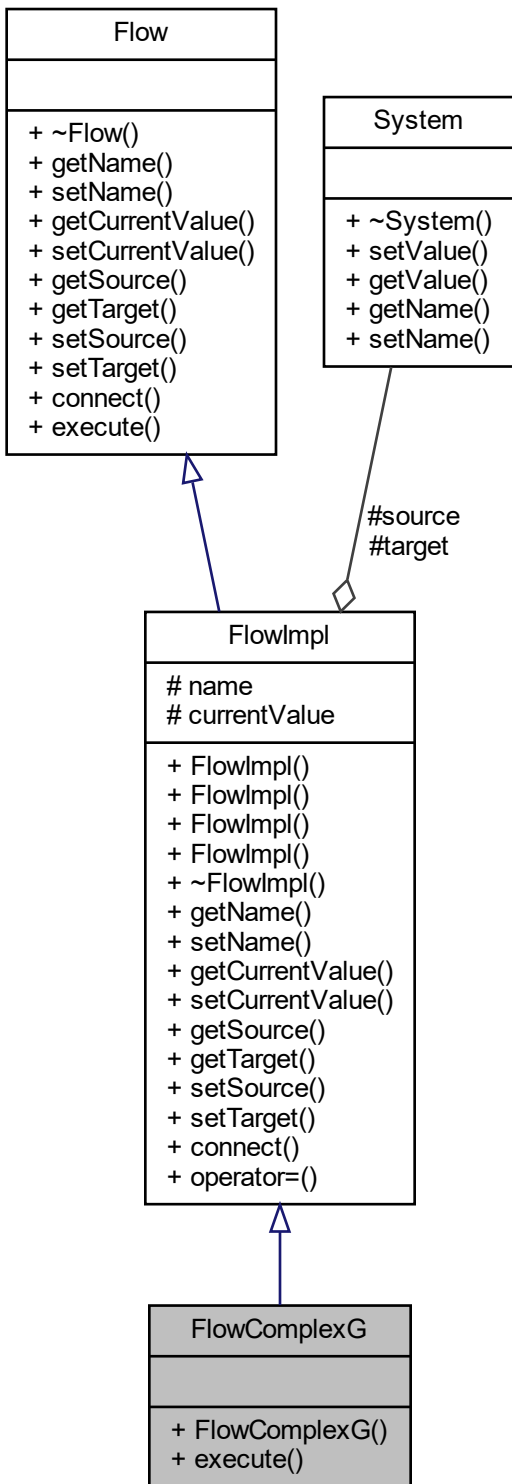 Flow
+ ~Flow()
+ getName()
+ setName()
+ getCurrentValue()
+ setCurrentValue()
+ getSource()
+ getTarget()
+ setSource()
+ setTarget()
+ connect()
+ execute()
System
+ ~System()
+ setValue()
+ getValue()
+ getName()
+ setName()
#source
#target
FlowImpl
# name
# currentValue
+ FlowImpl()
+ FlowImpl()
+ FlowImpl()
+ FlowImpl()
+ ~FlowImpl()
+ getName()
+ setName()
+ getCurrentValue()
+ setCurrentValue()
+ getSource()
+ getTarget()
+ setSource()
+ setTarget()
+ connect()
+ operator=()
FlowComplexG
+ FlowComplexG()
+ execute()